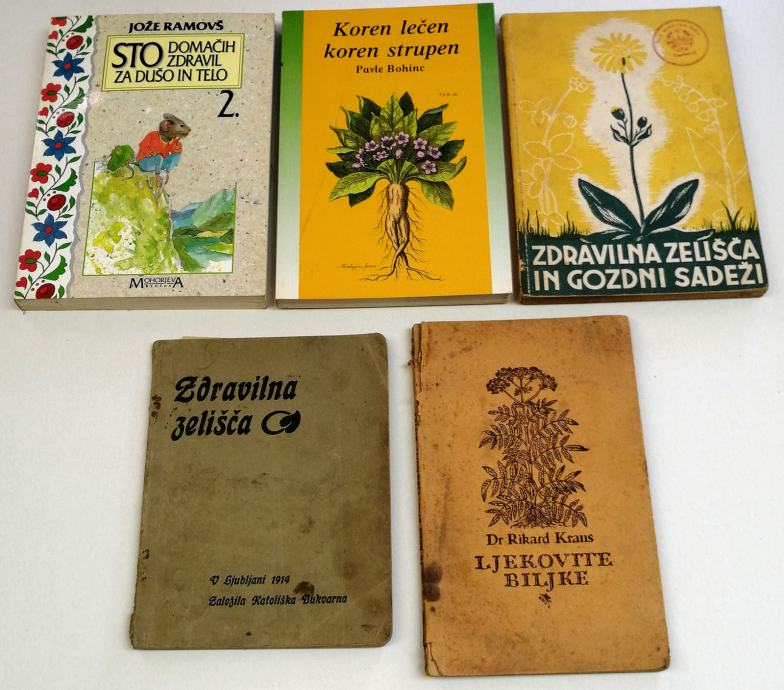 JOŽE RAMOVŠ
STO DOMAČIH
ZDRAVIL
ZA DUŠO IN TELO
2.
MOHORJEVA
Koren lečen
koren strupen
Pavle Bohinc
ZDRAVILNA ZELIŠČA
IN GOZDNI SADEŽI
Zdravilna
zelišča
V Ljubljani 1914
Založila Katoliška Bukvarna
Dr Rikard Kraus
LJEKOVITE
BILJKE